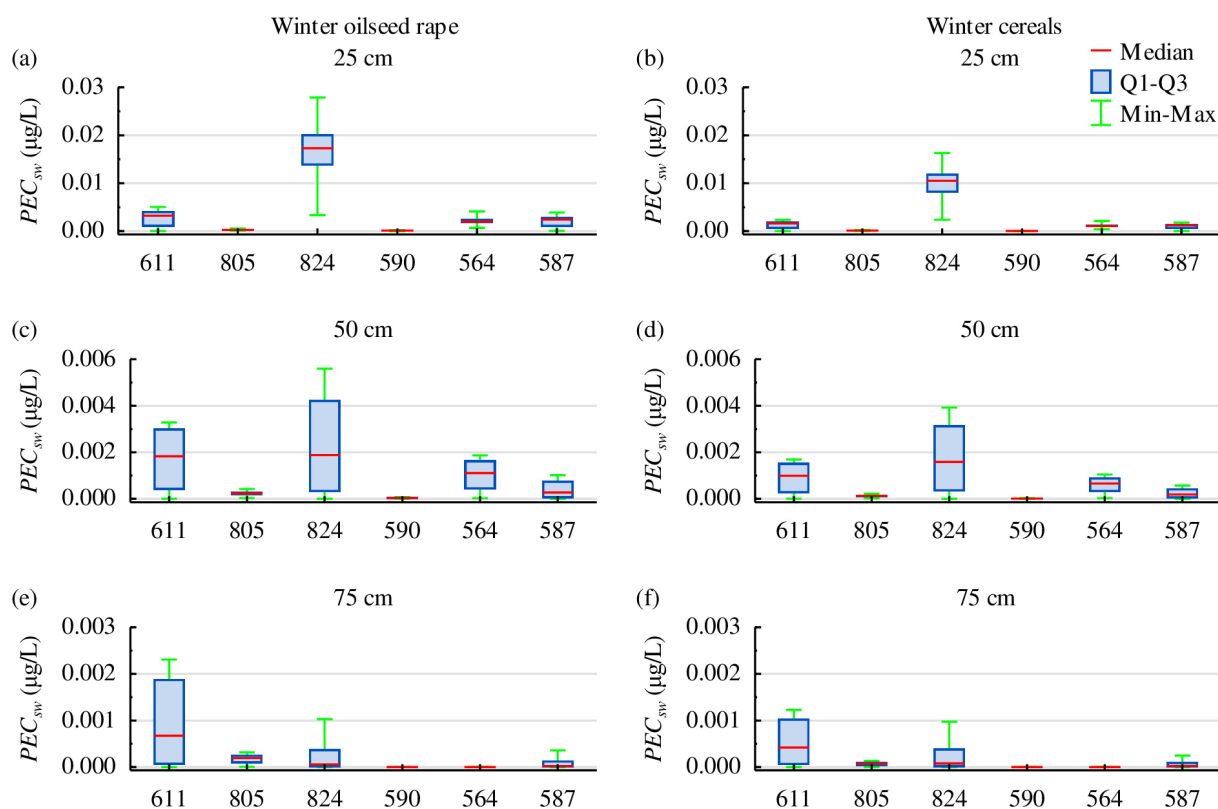 Winter oilseed rape
Winter cereals
(a)
25 cm
(b)
25 cm
Median
Q1-Q3
Min-Max
PECsw (µg/L)
0.03
0.02
0.01
0.00
611 805 824 590 564 587
PECsw (µg/L)
0.03
0.02
0.01
0.00
611 805 824 590 564 587
(c)
50 cm
(d)
50 cm
PECsw (µg/L)
0.006
0.004
0.002
0.000
611 805 824 590 564 587
PECsw (µg/L)
0.006
0.004
0.002
0.000
611 805 824 590 564 587
(e)
75 cm
(f)
75 cm
PECsw (µg/L)
0.003
0.002
0.001
0.000
611 805 824 590 564 587
PECsw (µg/L)
0.003
0.002
0.001
0.000
611 805 824 590 564 587